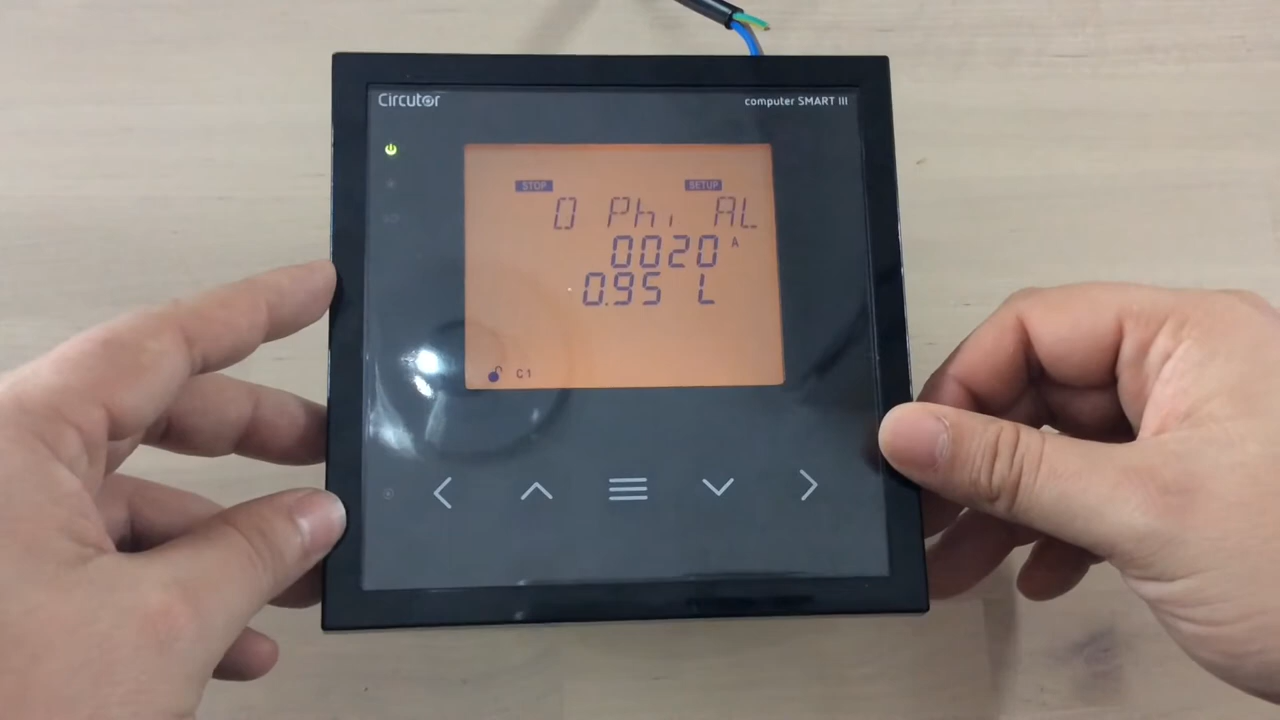 Circutor
computer SMART III
STOP SETUP
0 Phi AL
0020 A
0.95 L
C1